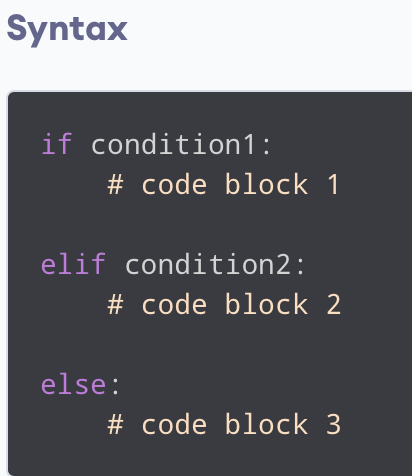 Syntax
if condition1:
    # code block 1
elif condition2:
    # code block 2
else:
    # code block 3